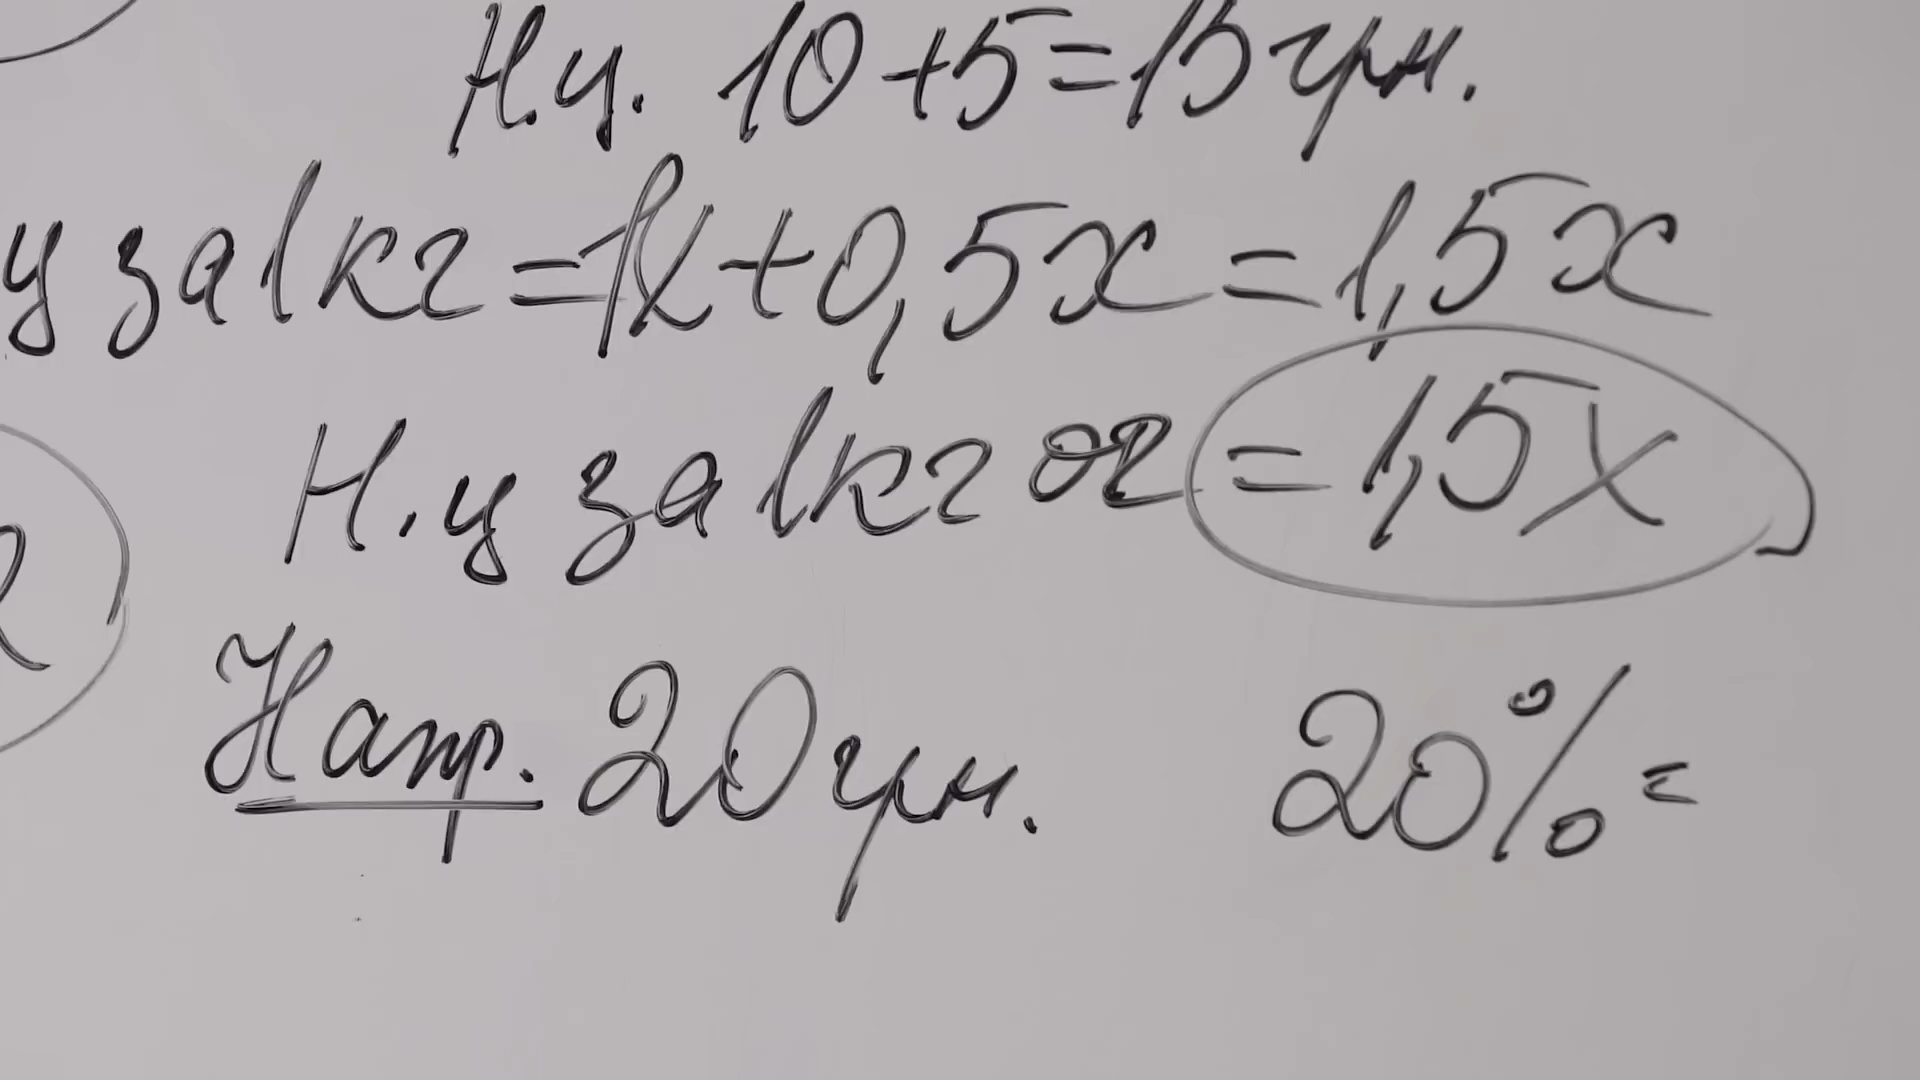 Н.ц. 10+5=15 грн.
ц за 1кг=1х+0,5х=1,5х
Н.ц за 1кг ог=1,5х
Напр. 20 грн. 20%=